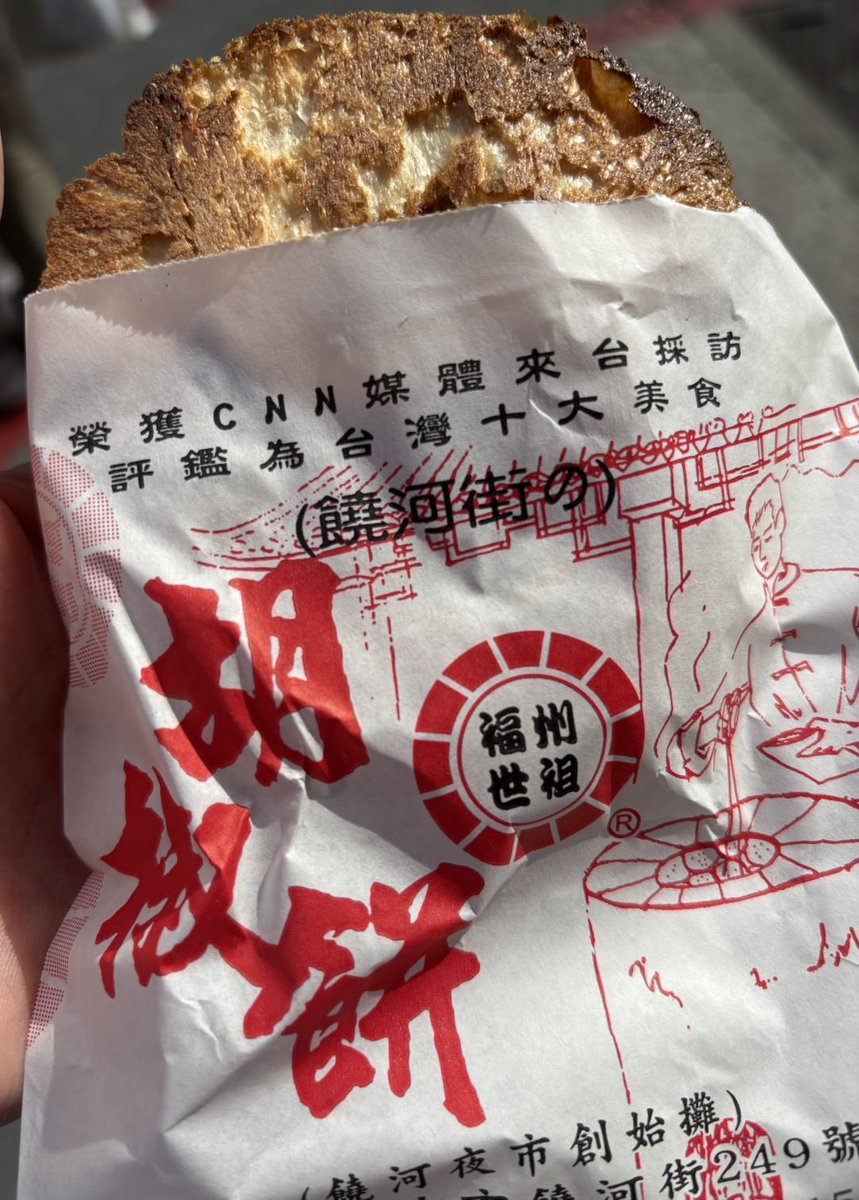 榮獲CNN媒體來台採訪
評鑑為台灣十大美食
(饒河街の)
胡椒餅
福州
世祖
®
(饒河夜市創始攤)
饒河街249號